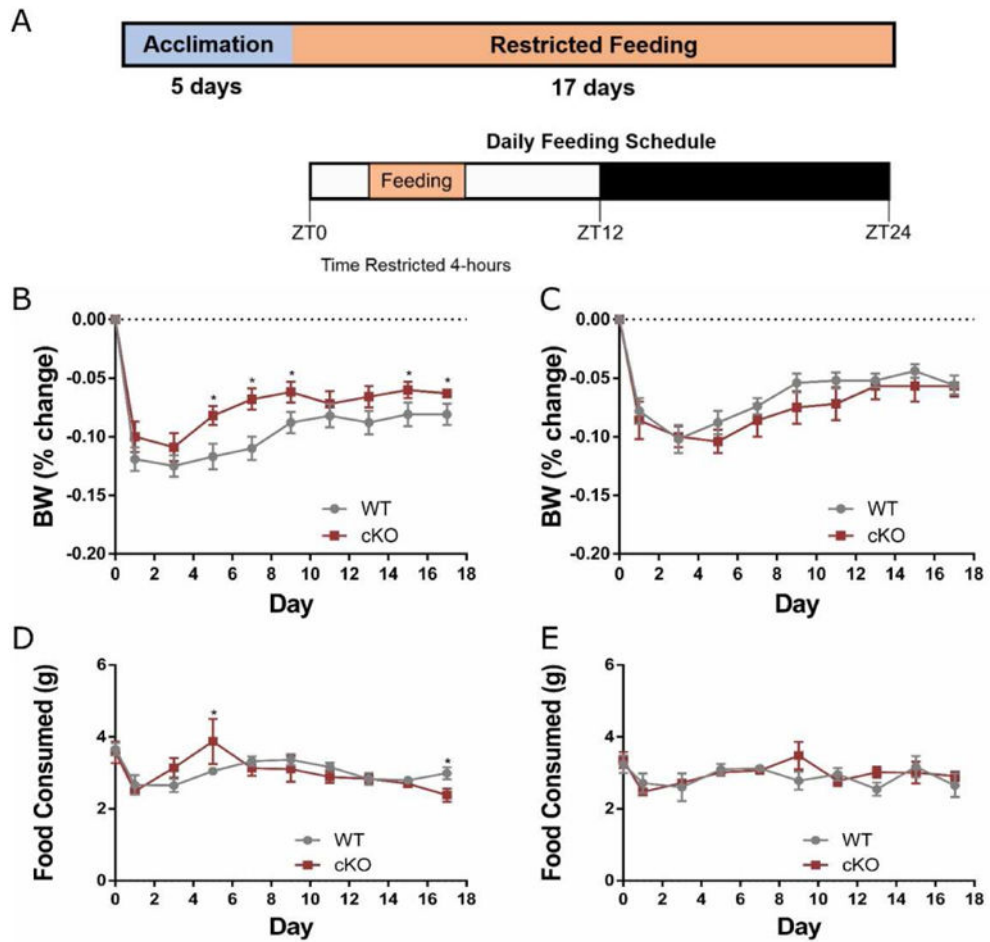 A
Acclimation
Restricted Feeding
5 days
17 days
Daily Feeding Schedule
Feeding
ZT0
ZT12
ZT24
Time Restricted 4-hours
B
BW (% change)
0.00
-0.05
-0.10
-0.15
-0.20
* * * * *
WT
cKO
0 2 4 6 8 10 12 14 16 18
Day
C
BW (% change)
0.00
-0.05
-0.10
-0.15
-0.20
WT
cKO
0 2 4 6 8 10 12 14 16 18
Day
D
Food Consumed (g)
6
4
2
0
* *
WT
cKO
0 2 4 6 8 10 12 14 16 18
Day
E
Food Consumed (g)
6
4
2
0
WT
cKO
0 2 4 6 8 10 12 14 16 18
Day